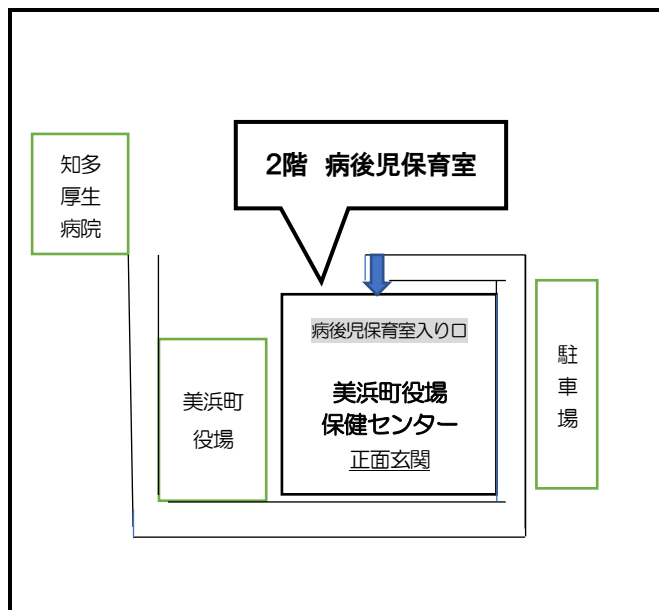 知多
厚生
病院
2階 病後児保育室
病後児保育室入り口
美浜町役場
保健センター
正面玄関
美浜町
役場
駐
車
場